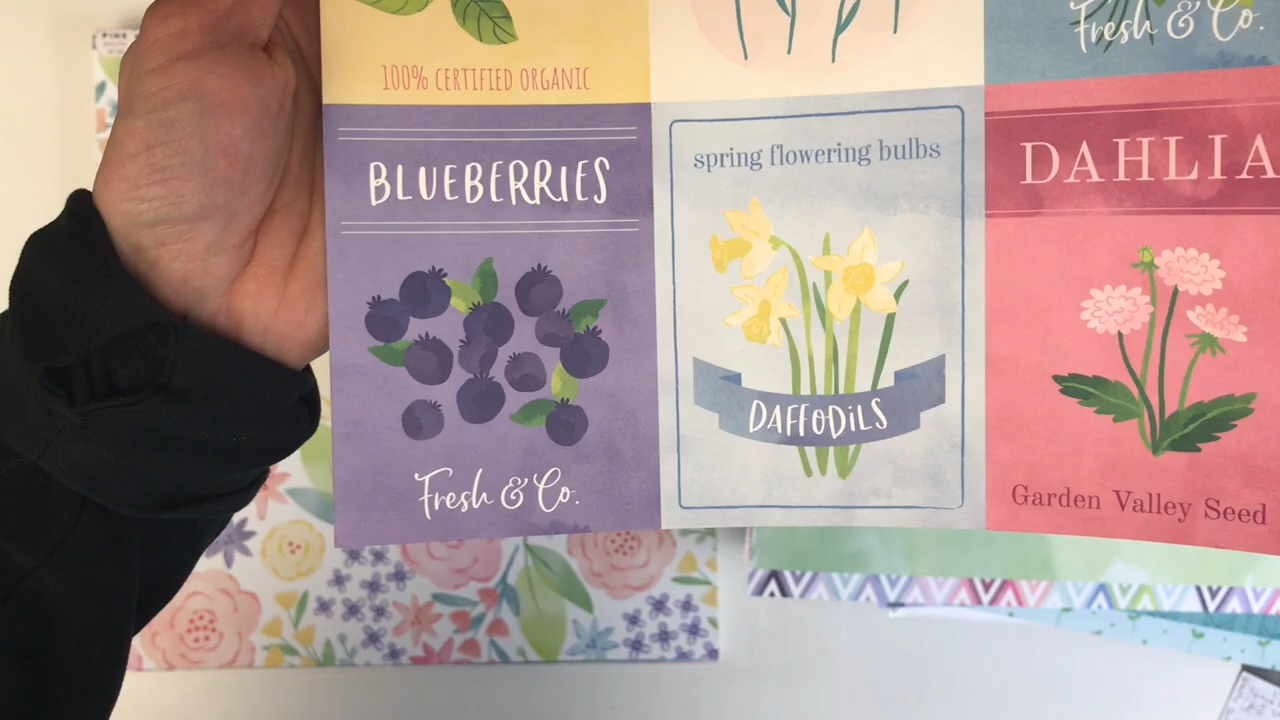 Fresh & Co.
100% CERTIFIED ORGANIC
BLUEBERRIES
Fresh & Co.
spring flowering bulbs
DAFFODiLS
DAHLIA
Garden Valley Seed